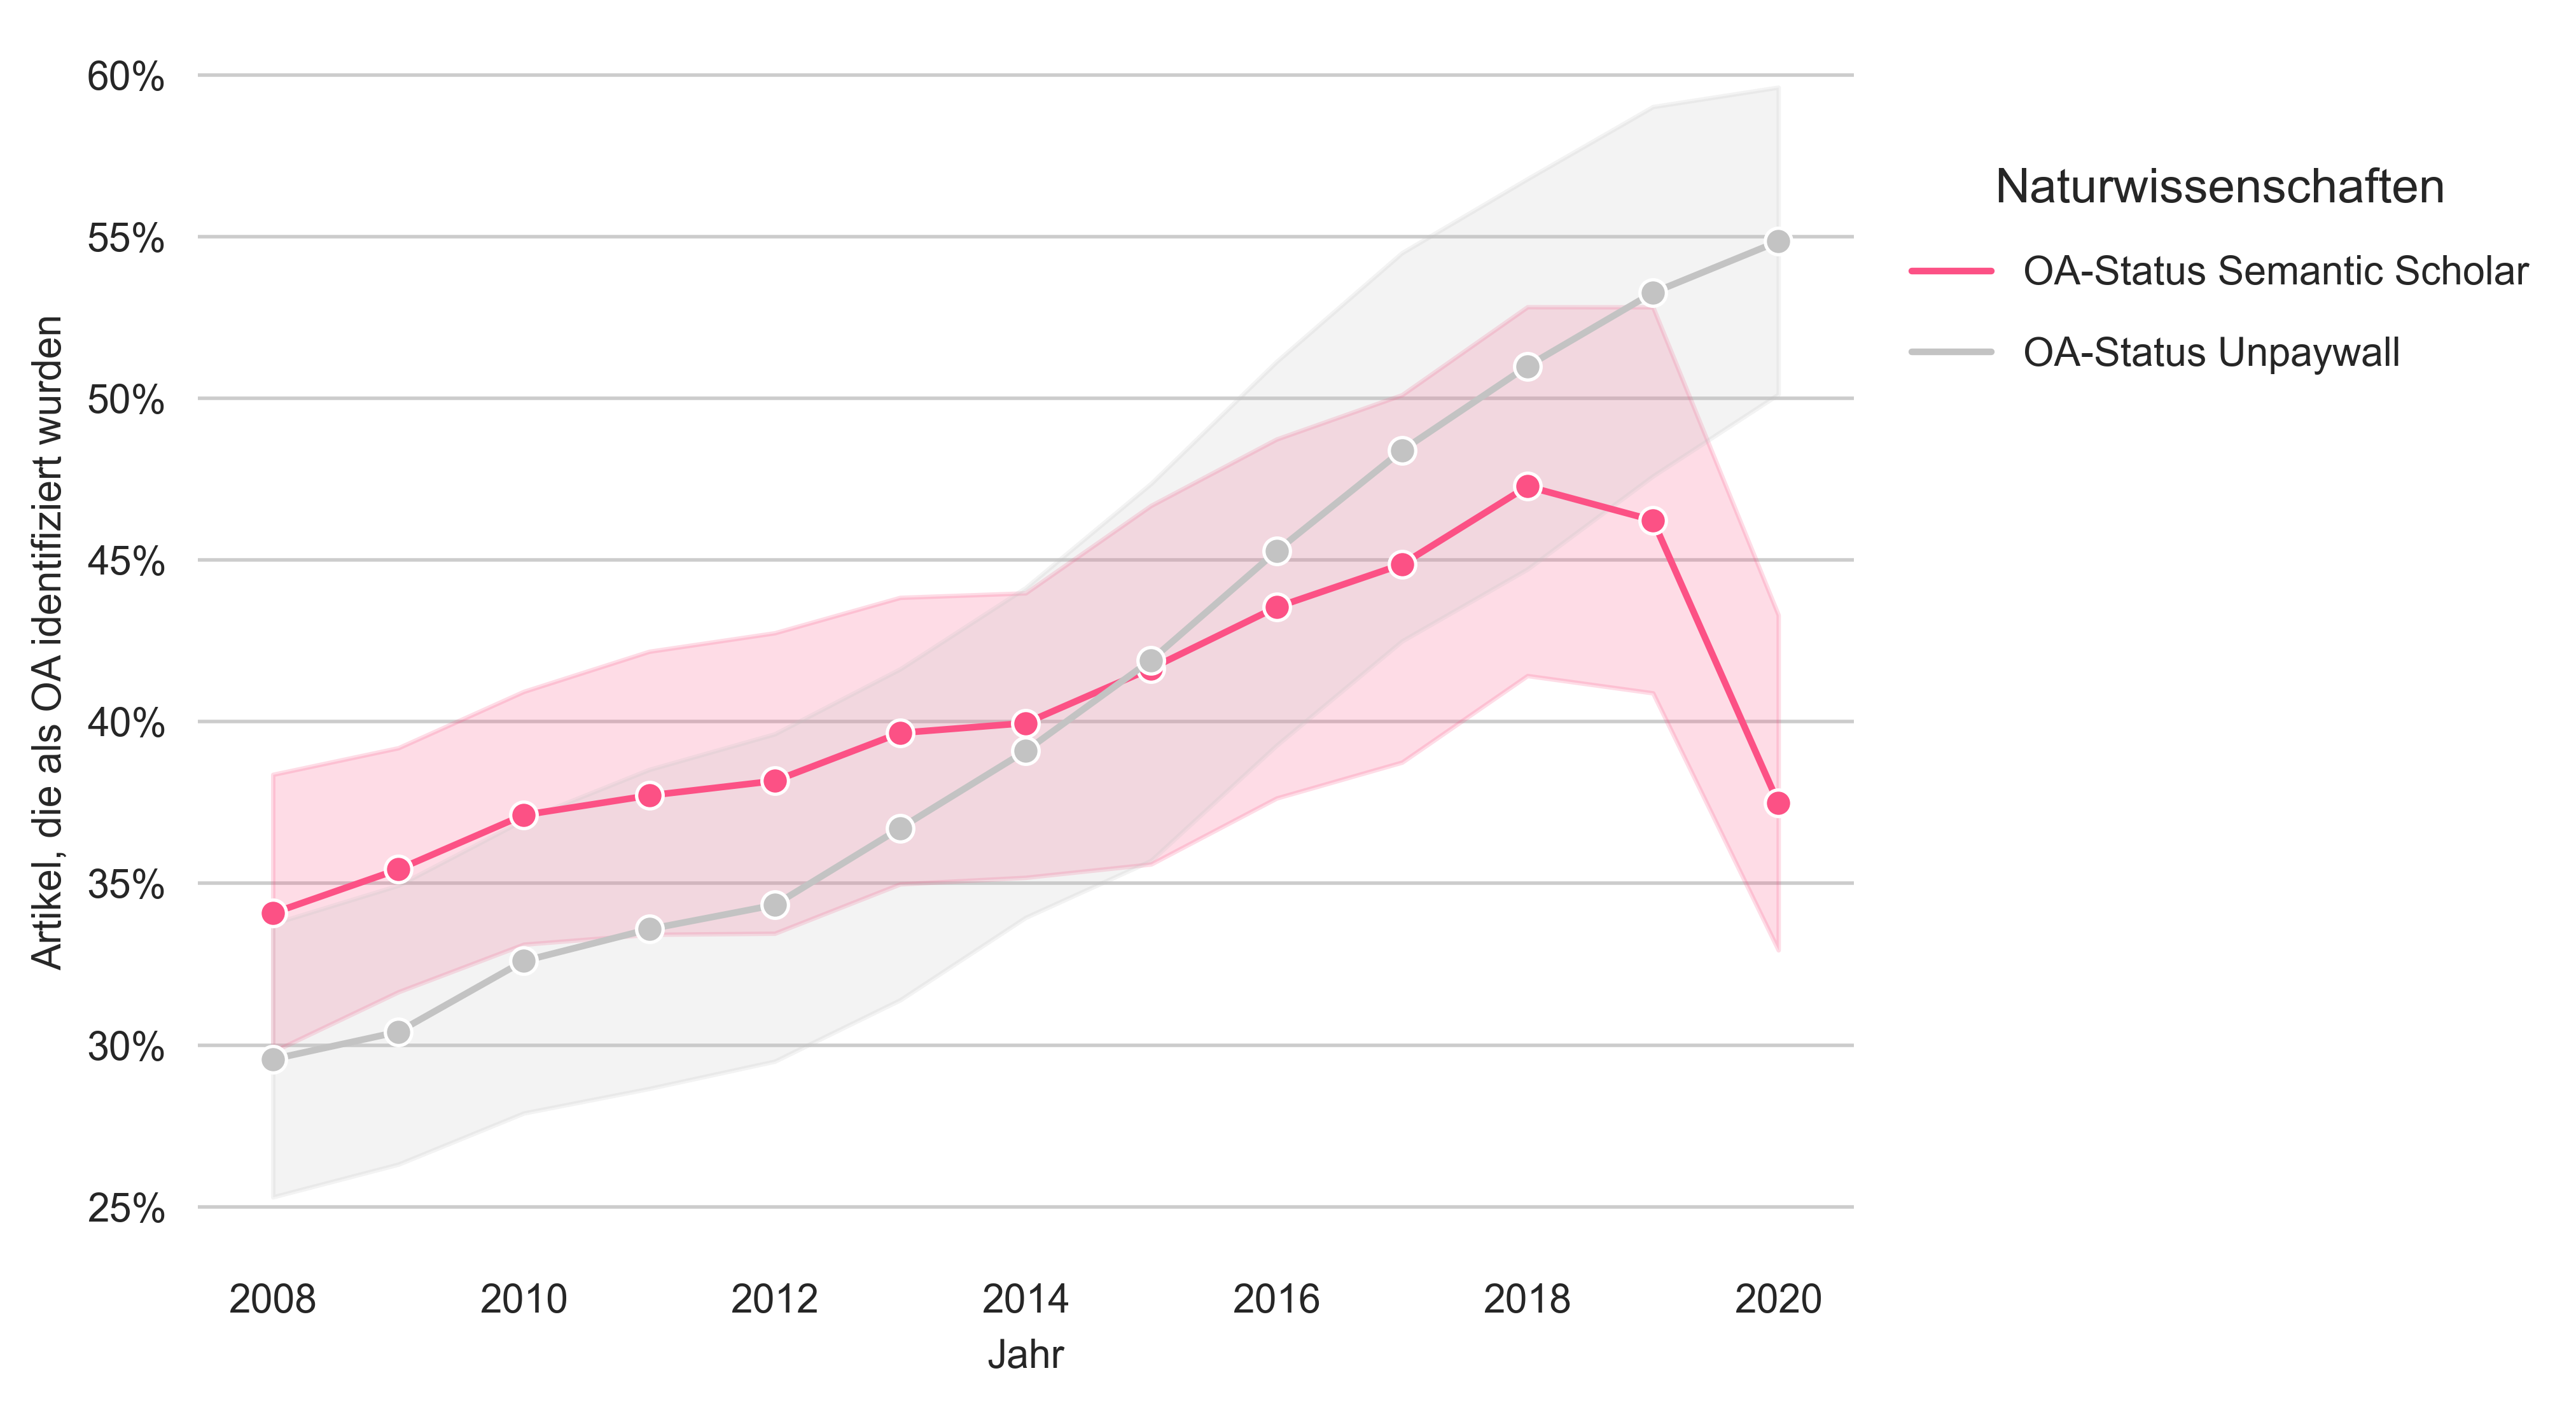 60%
55%
50%
45%
40%
35%
30%
25%
Artikel, die als OA identifiziert wurden
2008 2010 2012 2014 2016 2018 2020
Jahr
Naturwissenschaften
OA-Status Semantic Scholar
OA-Status Unpaywall